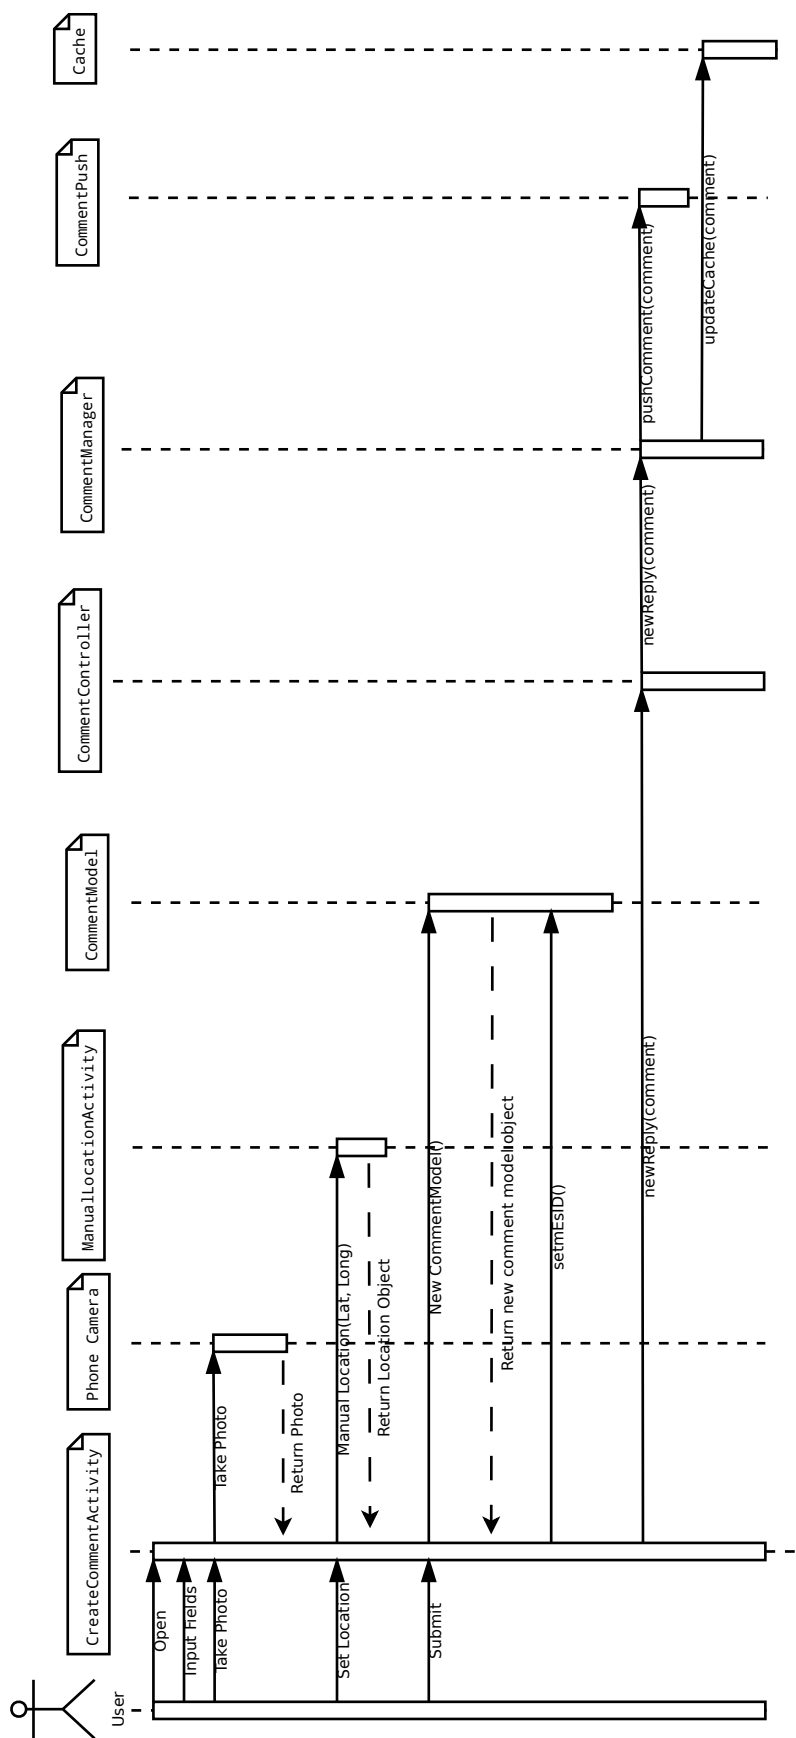 User
CreateCommentActivity
Phone Camera
ManualLocationActivity
CommentModel
CommentController
CommentManager
CommentPush
Cache
Open
Input Fields
Take Photo
Take Photo
Return Photo
Set Location
Manual Location(Lat, Long)
Return Location Object
Submit
New CommentModel()
Return new comment model object
setmEsID()
newReply(comment)
newReply(comment)
pushComment(comment)
updateCache(comment)